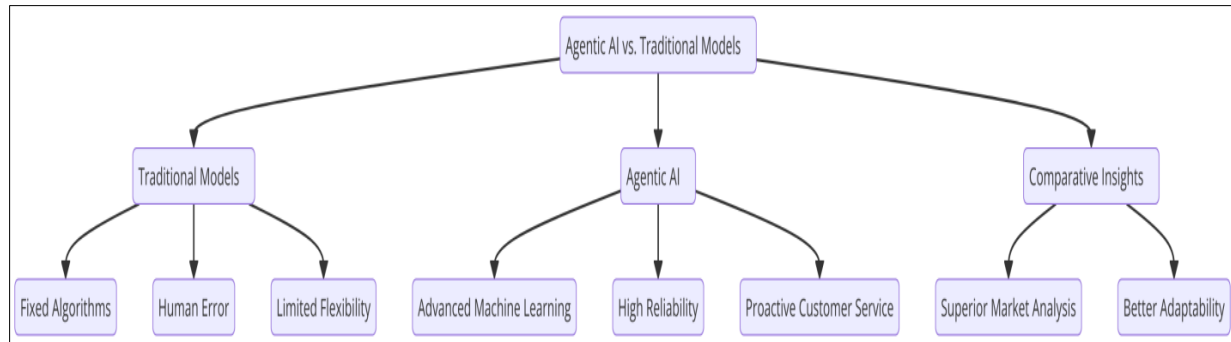 Agentic AI vs. Traditional Models
Traditional Models
Agentic AI
Comparative Insights
Fixed Algorithms
Human Error
Limited Flexibility
Advanced Machine Learning
High Reliability
Proactive Customer Service
Superior Market Analysis
Better Adaptability